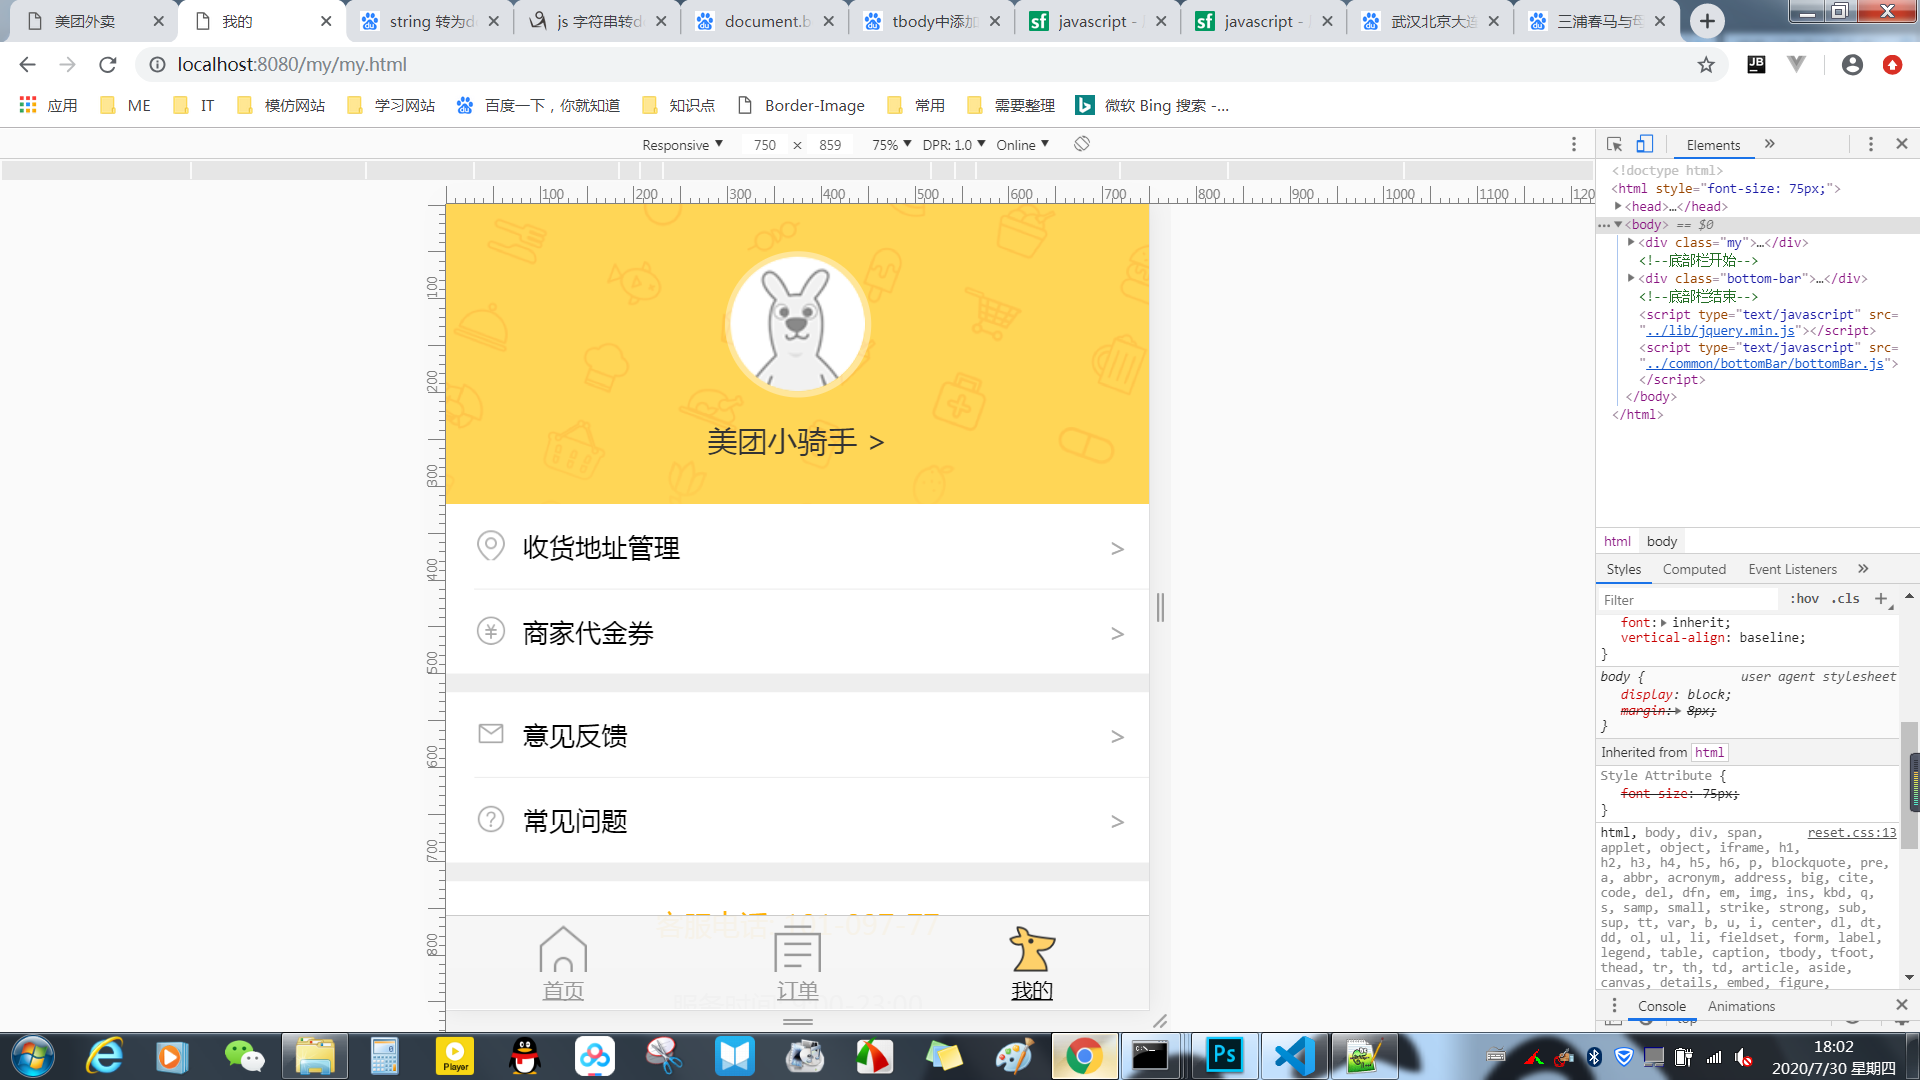 美团外卖
我的
string 转为d
js 字符串转d
document.b
tbody中添加
javascript -
javascript -
武汉北京大连
三浦春马与母
localhost:8080/my/my.html
应用
ME
IT
模仿网站
学习网站
百度一下，你就知道
知识点
Border-Image
常用
需要整理
微软 Bing 搜索 -...
Responsive
750 × 859
75%
DPR: 1.0
Online
100 200 300 400 500 600 700 800 900 1000 1100 120
100
200
300
400
500
600
700
800
美团小骑手 >
收货地址管理 >
商家代金券 >
意见反馈 >
常见问题 >
首页
订单
我的
Elements
<!doctype html>
<html style="font-size: 75px;">
<head>…</head>
<body> == $0
<div class="my">…</div>
<!--底部栏开始-->
<div class="bottom-bar">…</div>
<!--底部栏结束-->
<script type="text/javascript" src=
"../lib/jquery.min.js"></script>
<script type="text/javascript" src=
"../common/bottomBar/bottomBar.js">
</script>
</body>
</html>
html body
Styles Computed Event Listeners
Filter :hov .cls +
font: inherit;
vertical-align: baseline;
}
body { user agent stylesheet
display: block;
margin: 8px;
}
Inherited from html
Style Attribute {
font-size: 75px;
}
html, body, div, span, reset.css:13
applet, object, iframe, h1,
h2, h3, h4, h5, h6, p, blockquote, pre,
a, abbr, acronym, address, big, cite,
code, del, dfn, em, img, ins, kbd, q,
s, samp, small, strike, strong, sub,
sup, tt, var, b, u, i, center, dl, dt,
dd, ol, ul, li, fieldset, form, label,
legend, table, caption, tbody, tfoot,
thead, tr, th, td, article, aside,
canvas, details, embed, figure,
Console Animations
Player
Ps
18:02
2020/7/30 星期四